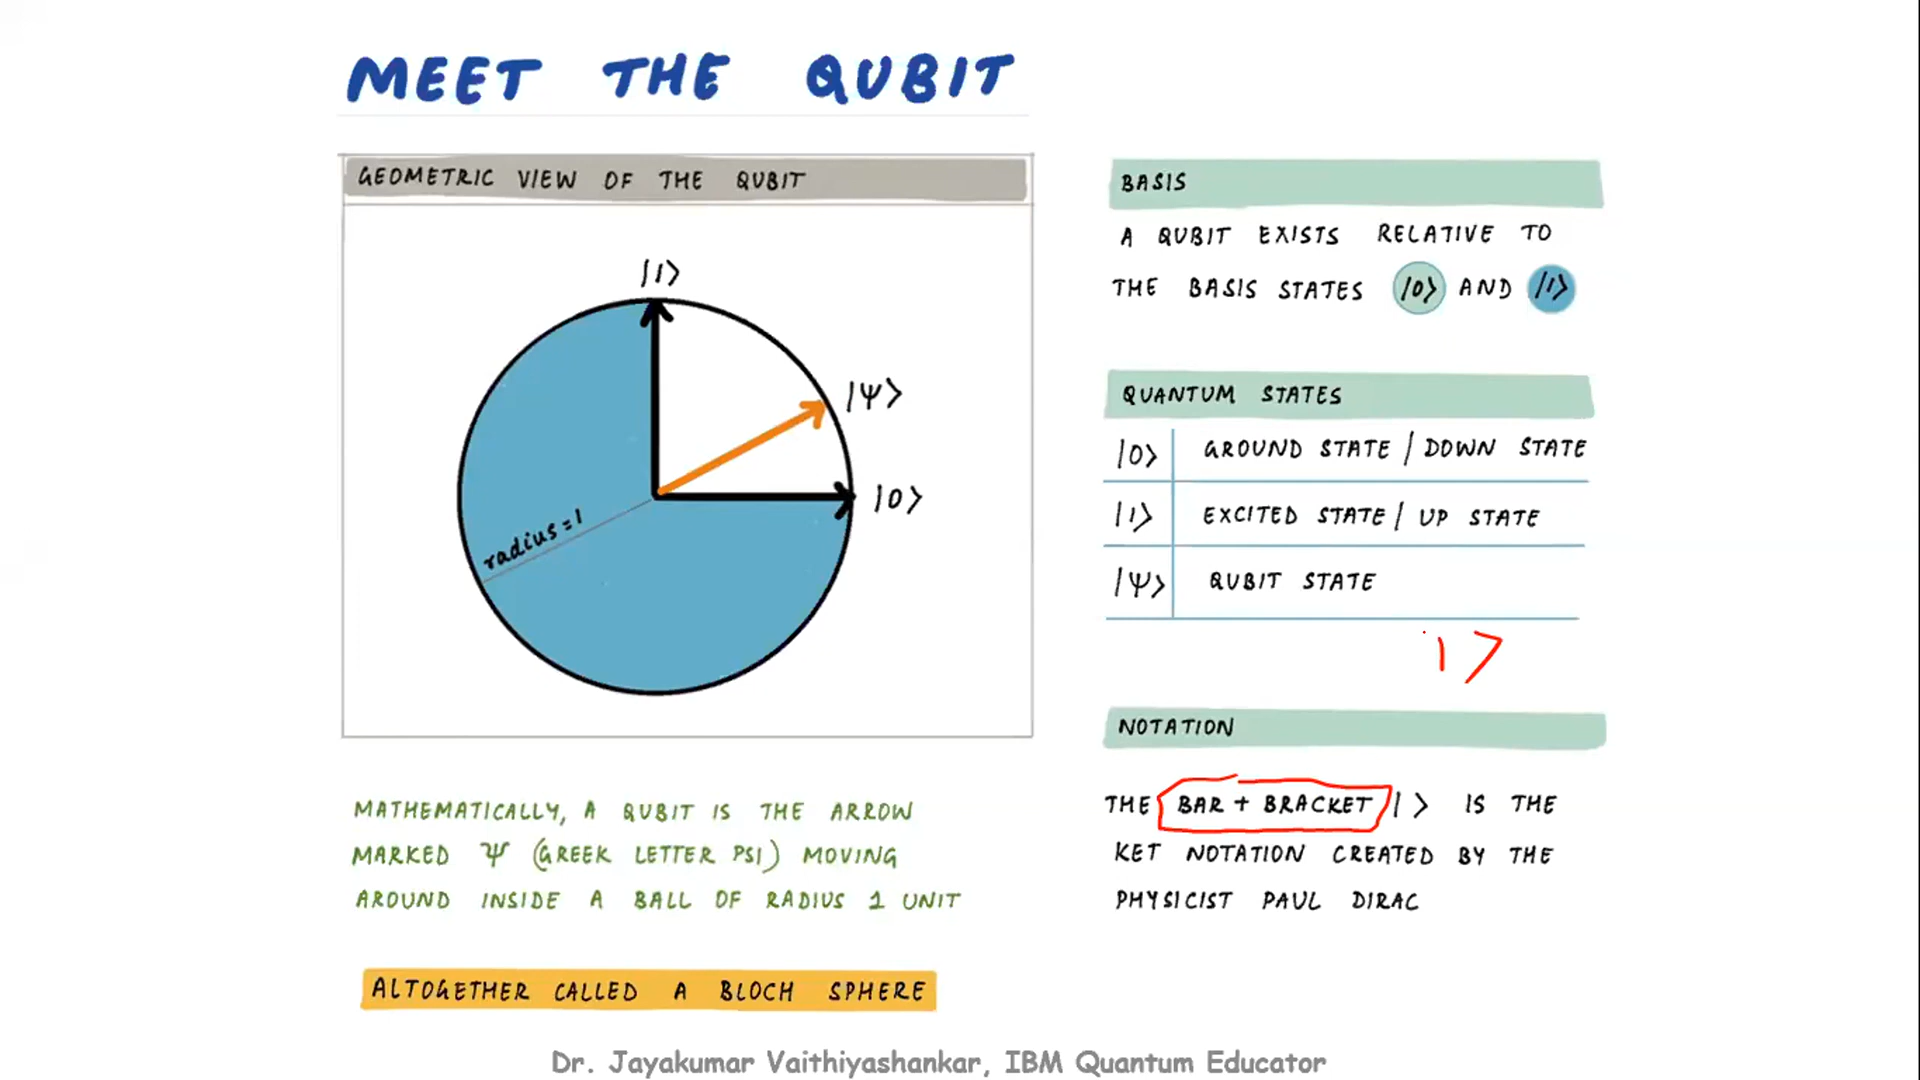 MEET THE QUBIT
GEOMETRIC VIEW OF THE QUBIT
|1⟩
|Ψ⟩
|0⟩
radius=1
MATHEMATICALLY, A QUBIT IS THE ARROW
MARKED Ψ (GREEK LETTER PSI) MOVING
AROUND INSIDE A BALL OF RADIUS 1 UNIT
ALTOGETHER CALLED A BLOCH SPHERE
BASIS
A QUBIT EXISTS RELATIVE TO
THE BASIS STATES |0⟩ AND |1⟩
QUANTUM STATES
|0⟩ GROUND STATE / DOWN STATE
|1⟩ EXCITED STATE / UP STATE
|Ψ⟩ QUBIT STATE
| ⟩
NOTATION
THE BAR + BRACKET | ⟩ IS THE
KET NOTATION CREATED BY THE
PHYSICIST PAUL DIRAC
Dr. Jayakumar Vaithiyashankar, IBM Quantum Educator